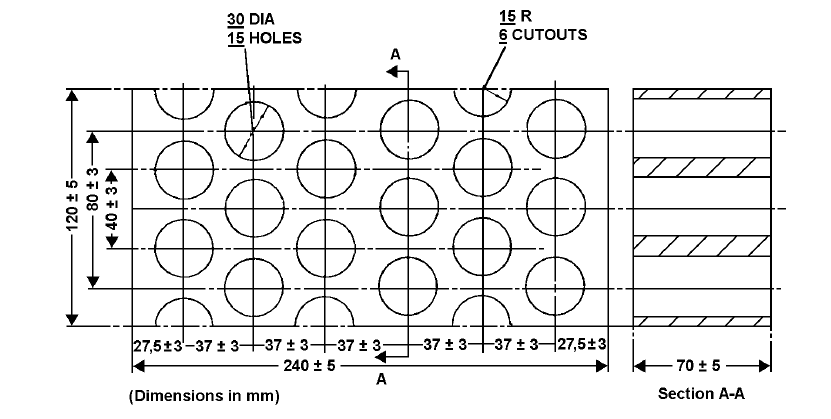 30 DIA
15 HOLES
15 R
6 CUTOUTS
A
120 ± 5
80 ± 3
40 ± 3
27,5±3 37 ± 3 37 ± 3 37 ± 3 37 ± 3 37 ± 3 27,5±3
240 ± 5
70 ± 5
A
(Dimensions in mm)
Section A-A